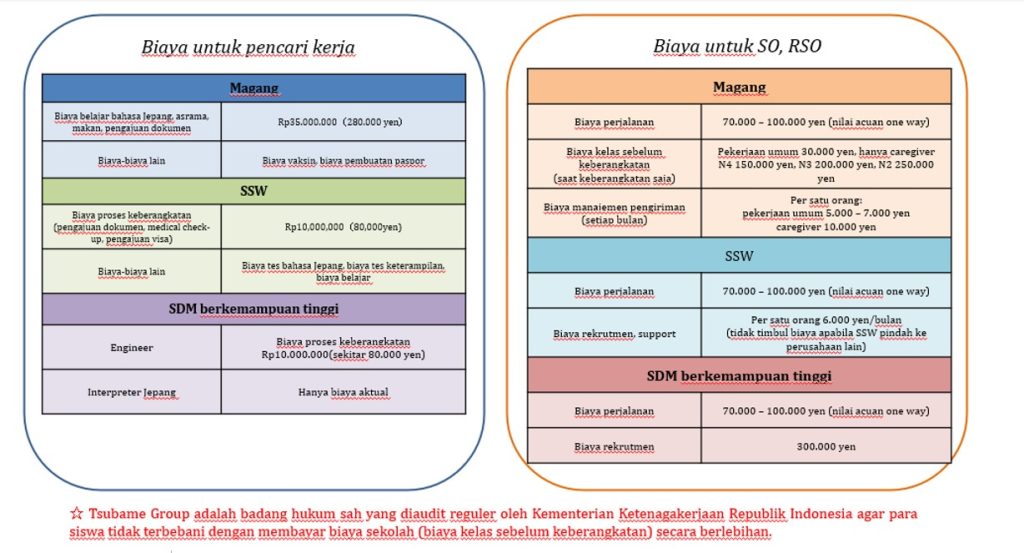 Biaya untuk pencari kerja
Magang
Biaya belajar bahasa Jepang, asrama,
makan, pengajuan dokumen
Rp35.000.000 (280.000 yen)
Biaya-biaya lain
Biaya vaksin, biaya pembuatan paspor
SSW
Biaya proses keberangkatan
(pengajuan dokumen, medical check-
up, pengajuan visa)
Rp10,000,000 (80,000yen)
Biaya-biaya lain
Biaya tes bahasa Jepang, biaya tes keterampilan,
biaya belajar
SDM berkemampuan tinggi
Engineer
Biaya proses keberangkatan
Rp10.000.000(sekitar 80.000 yen)
Interpreter Jepang
Hanya biaya aktual
Biaya untuk SO, RSO
Magang
Biaya perjalanan
70.000 – 100.000 yen (nilai acuan one way)
Biaya kelas sebelum
keberangkatan
(saat keberangkatan saja)
Pekerjaan umum 30.000 yen, hanya caregiver
N4 150.000 yen, N3 200.000 yen, N2 250.000
yen
Biaya manajemen pengiriman
(setiap bulan)
Per satu orang:
pekerjaan umum 5.000 – 7.000 yen
caregiver 10.000 yen
SSW
Biaya perjalanan
70.000 – 100.000 yen (nilai acuan one way)
Biaya rekrutmen, support
Per satu orang 6.000 yen/bulan
(tidak timbul biaya apabila SSW pindah ke
perusahaan lain)
SDM berkemampuan tinggi
Biaya perjalanan
70.000 – 100.000 yen (nilai acuan one way)
Biaya rekrutmen
300.000 yen
☆ Tsubame Group adalah badang hukum sah yang diaudit reguler oleh Kementerian Ketenagakerjaan Republik Indonesia agar para
siswa tidak terbebani dengan membayar biaya sekolah (biaya kelas sebelum keberangkatan) secara berlebihan.